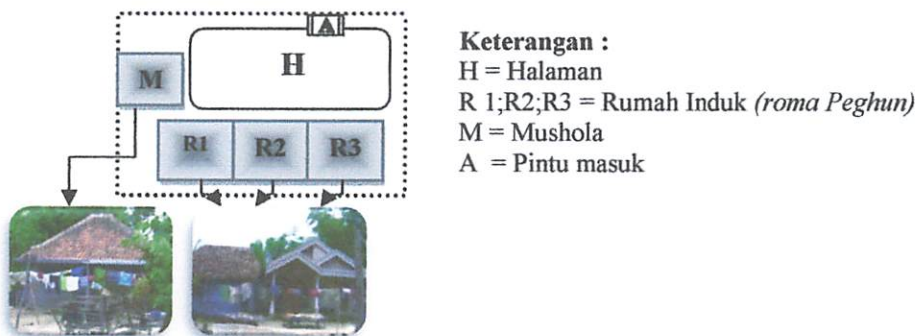 A
H
M
R1 R2 R3
Keterangan :
H = Halaman
R 1;R2;R3 = Rumah Induk (roma Peghun)
M = Mushola
A = Pintu masuk